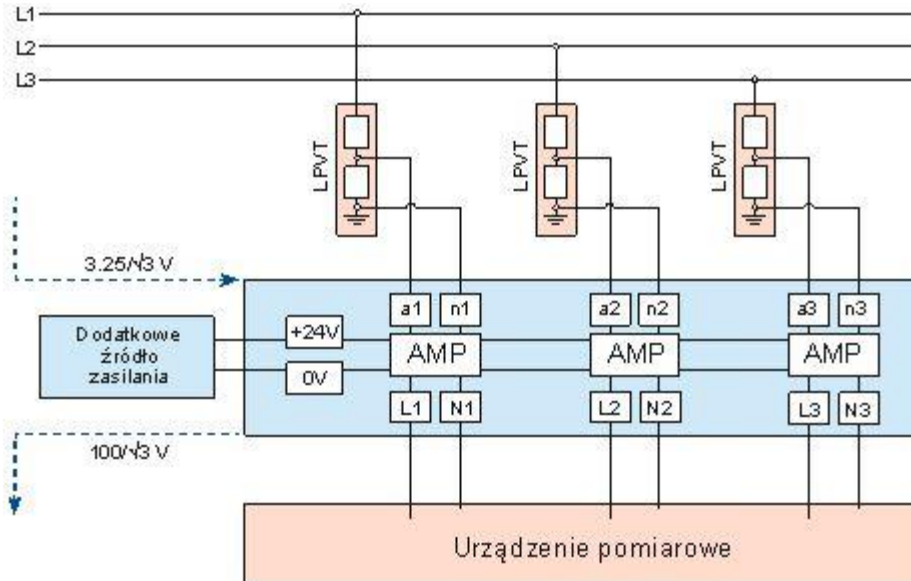 L1
L2
L3
LPVT
LPVT
LPVT
3.25/√3 V
a1 n1
a2 n2
a3 n3
+24V
Dodatkowe
źródło
zasilania
AMP
AMP
AMP
0V
L1 N1
L2 N2
L3 N3
100/√3 V
Urządzenie pomiarowe